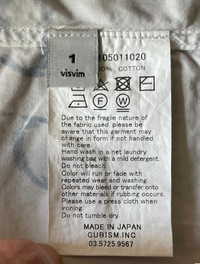 1
visvim
105011020
100% COTTON
F
W
Due to the fragile nature of
the fabric used, please be
aware that this garment may
change in form if not handled
with care.
Hand wash in a net laundry
washing bag with a mild detergent.
Do not bleach.
Color will run or fade with
repeated wear and washing.
Colors may bleed or transfer onto
other materials if rubbing occurs.
Please use a press cloth when
ironing.
Do not tumble dry.
MADE IN JAPAN
CUBISM.INC
03.5725.9567